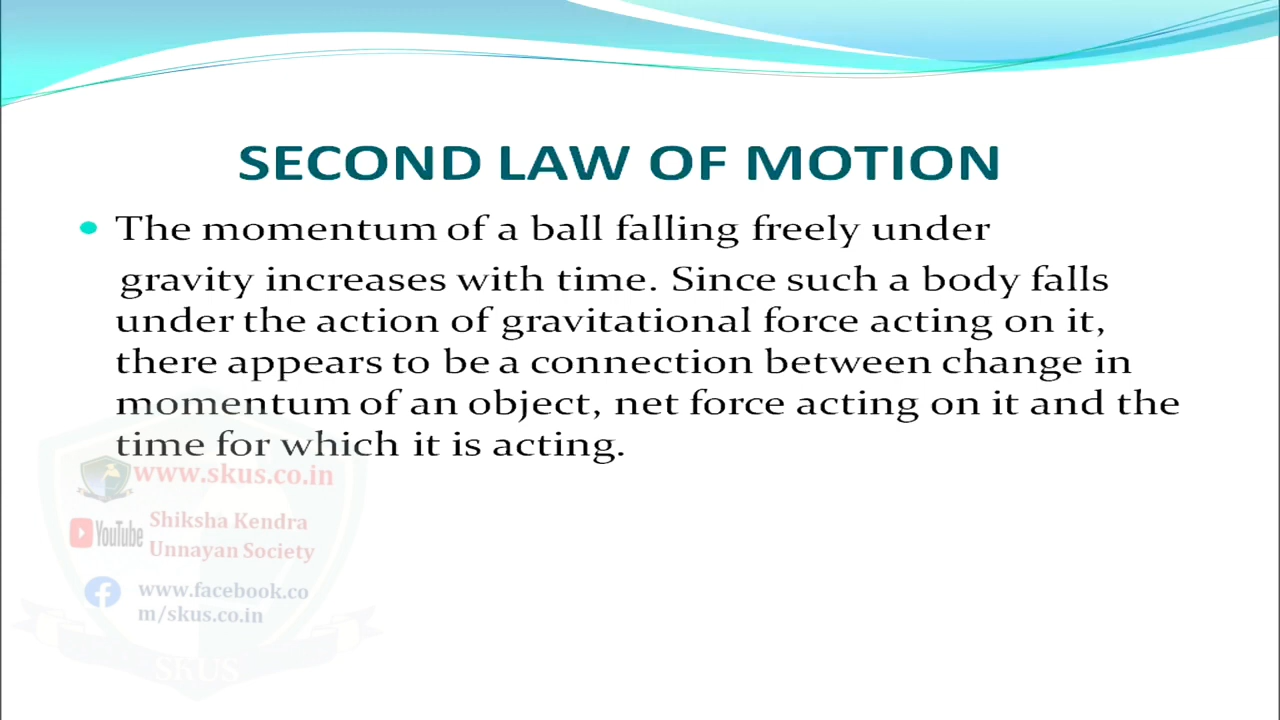 SECOND LAW OF MOTION
• The momentum of a ball falling freely under
gravity increases with time. Since such a body falls
under the action of gravitational force acting on it,
there appears to be a connection between change in
momentum of an object, net force acting on it and the
time for which it is acting.
www.skus.co.in
YouTube
Shiksha Kendra
Unnayan Society
www.facebook.co
m/skus.co.in
SKUS